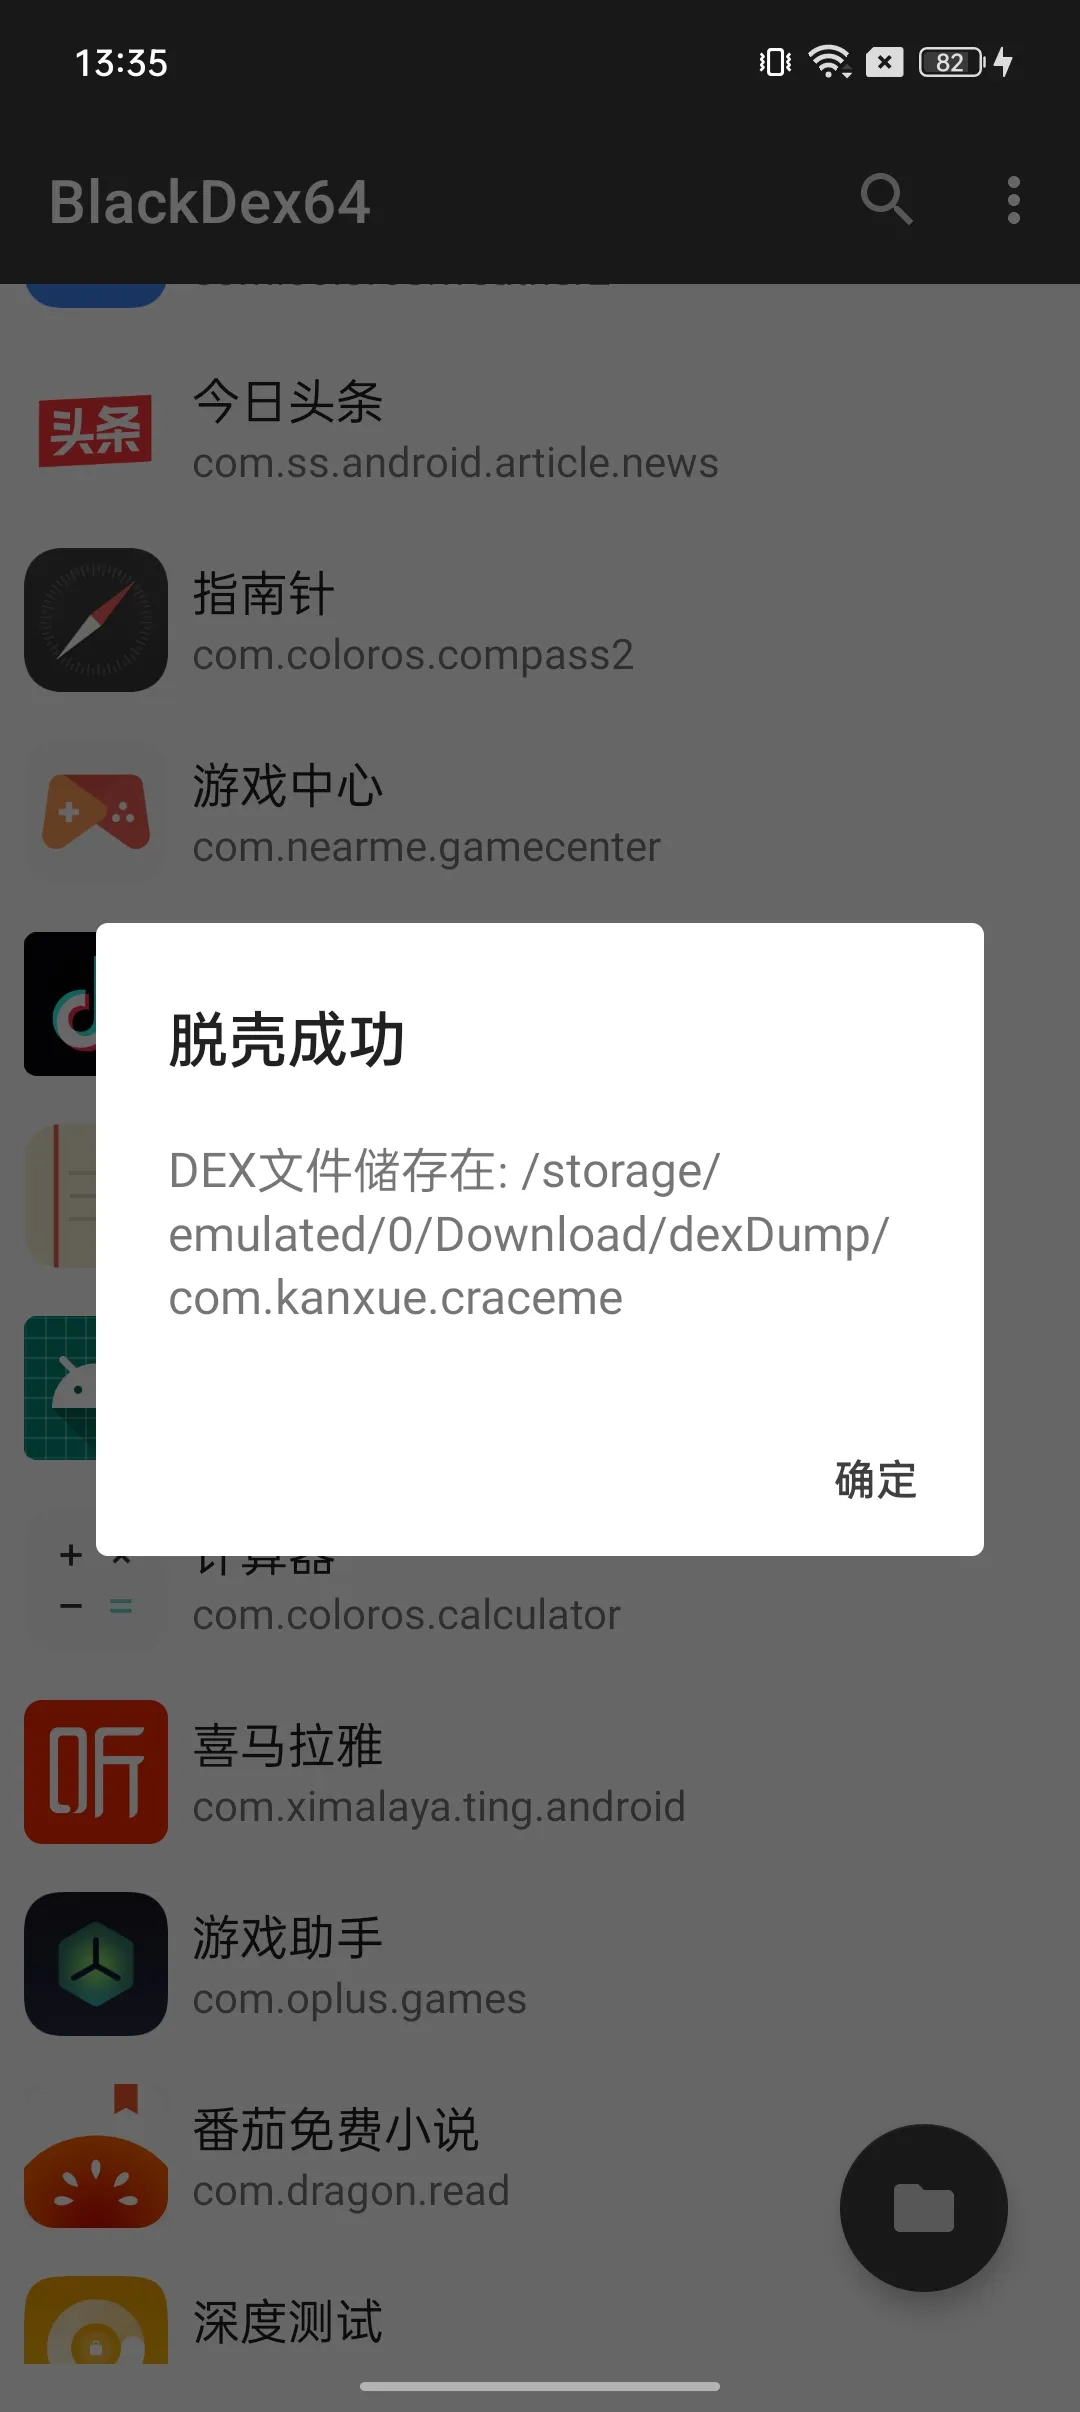 13:35
82
BlackDex64
头条
今日头条
com.ss.android.article.news
指南针
com.coloros.compass2
游戏中心
com.nearme.gamecenter
脱壳成功
DEX文件储存在: /storage/
emulated/0/Download/dexDump/
com.kanxue.craceme
确定
计算器
com.coloros.calculator
听
喜马拉雅
com.ximalaya.ting.android
游戏助手
com.oplus.games
番茄免费小说
com.dragon.read
深度测试